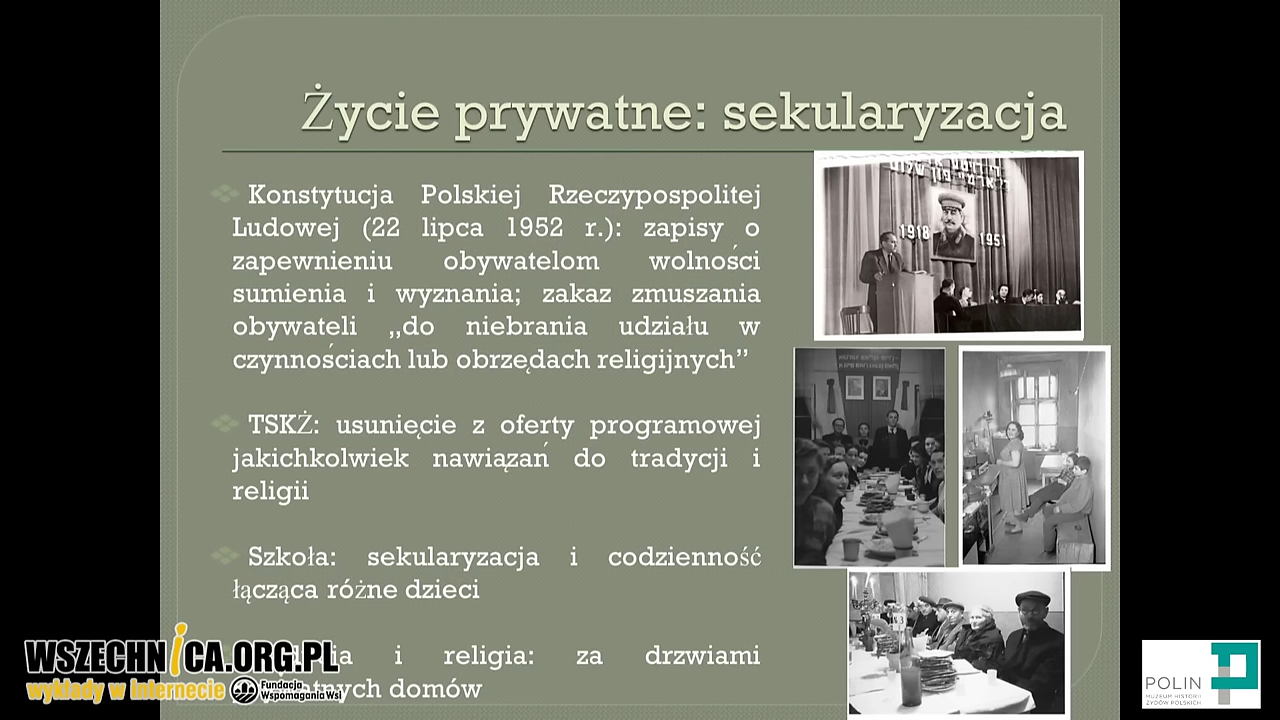 Życie prywatne: sekularyzacja
Konstytucja Polskiej Rzeczypospolitej
Ludowej (22 lipca 1952 r.): zapisy o
zapewnieniu obywatelom wolności
sumienia i wyznania; zakaz zmuszania
obywateli „do niebrania udziału w
czynnościach lub obrzędach religijnych”
TSKŻ: usunięcie z oferty programowej
jakichkolwiek nawiązań do tradycji i
religii
Szkoła: sekularyzacja i codzienność
łącząca różne dzieci
i religia: za drzwiami
domów
1918
1951
WSZECHNICA.ORG.PL
wykłady w internecie
Fundacja
Wspomagania Wsi
POLIN
MUZEUM HISTORII
ŻYDÓW POLSKICH